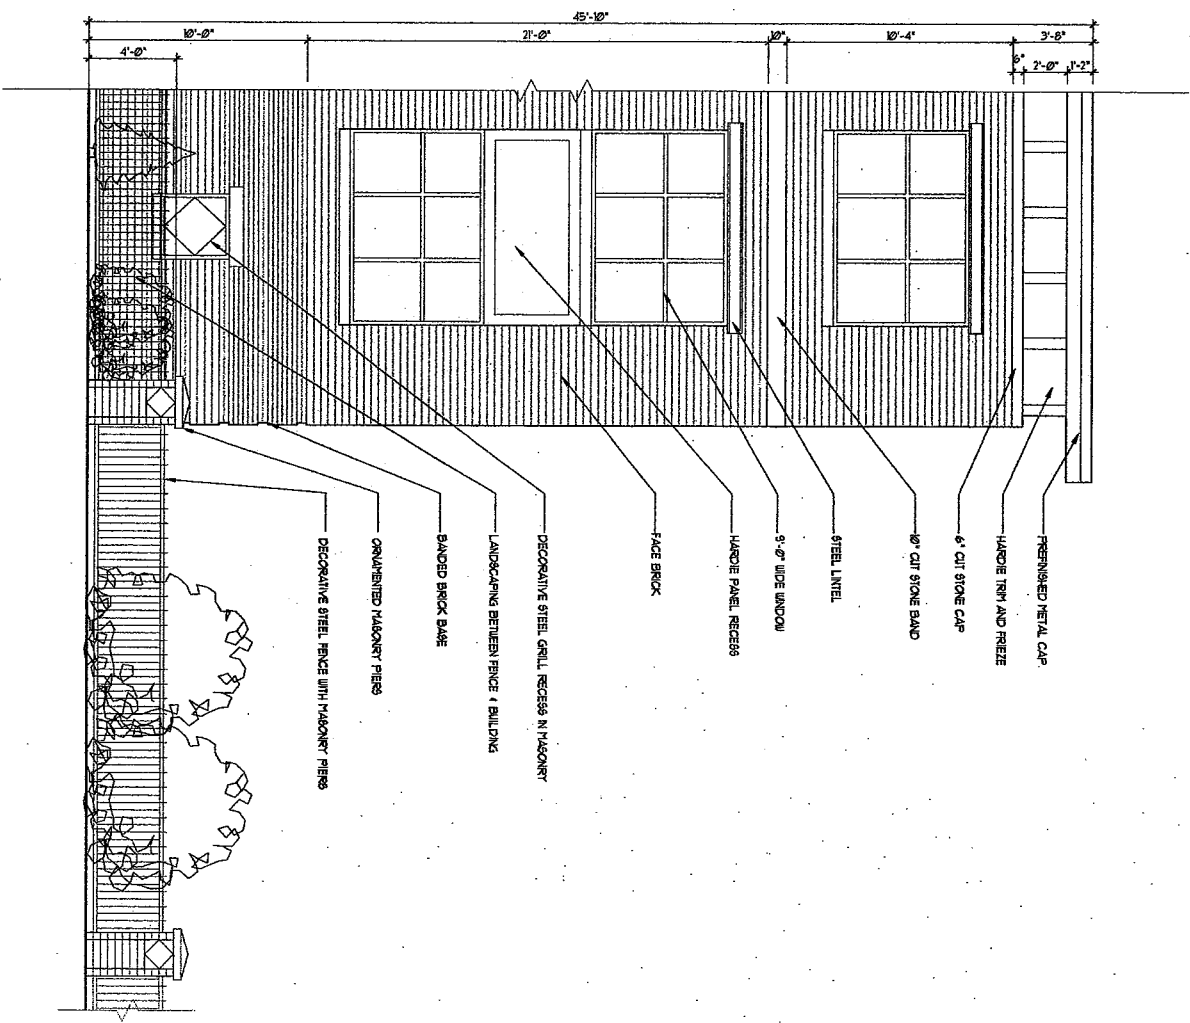 45'-10"
10'-0"
21'-0"
10"
10'-4"
3'-8"
4'-0"
6"
2'-0"
1'-2"
PREFINISHED METAL CAP
HARDIE TRIM AND FRIEZE
6" CUT STONE CAP
10" CUT STONE BAND
STEEL LINTEL
9'-0" WIDE WINDOW
HARDIE PANEL RECESS
FACE BRICK
DECORATIVE STEEL GRILL RECESS IN MASONRY
LANDSCAPING BETWEEN FENCE & BUILDING
BANDED BRICK BASE
ORNAMENTED MASONRY PIERS
DECORATIVE STEEL FENCE WITH MASONRY PIERS